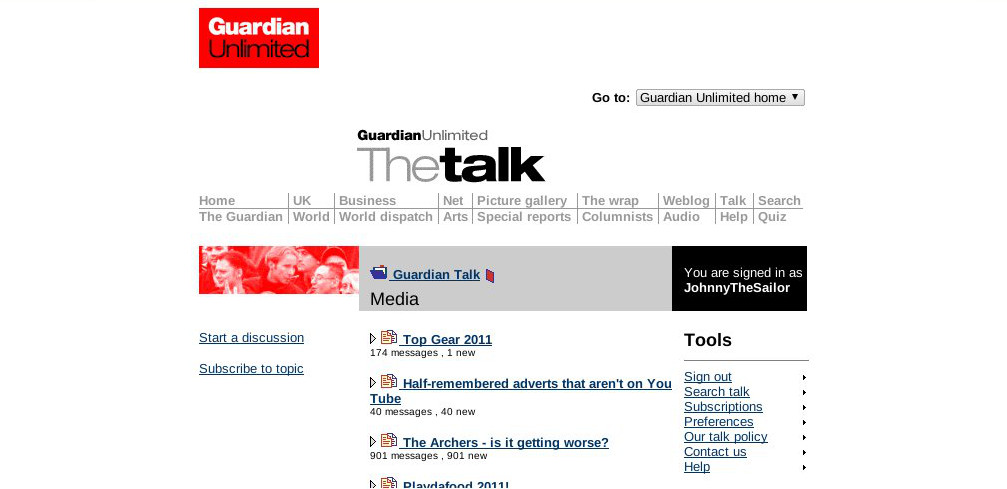 Guardian
Unlimited
Go to: Guardian Unlimited home
GuardianUnlimited
Thetalk
Home UK Business Net Picture gallery The wrap Weblog Talk Search
The Guardian World World dispatch Arts Special reports Columnists Audio Help Quiz
Guardian Talk
Media
You are signed in as
JohnnyTheSailor
Start a discussion
Subscribe to topic
Top Gear 2011
174 messages , 1 new
Half-remembered adverts that aren't on You
Tube
40 messages , 40 new
The Archers - is it getting worse?
901 messages , 901 new
Playdafood 2011!
Tools
Sign out
Search talk
Subscriptions
Preferences
Our talk policy
Contact us
Help